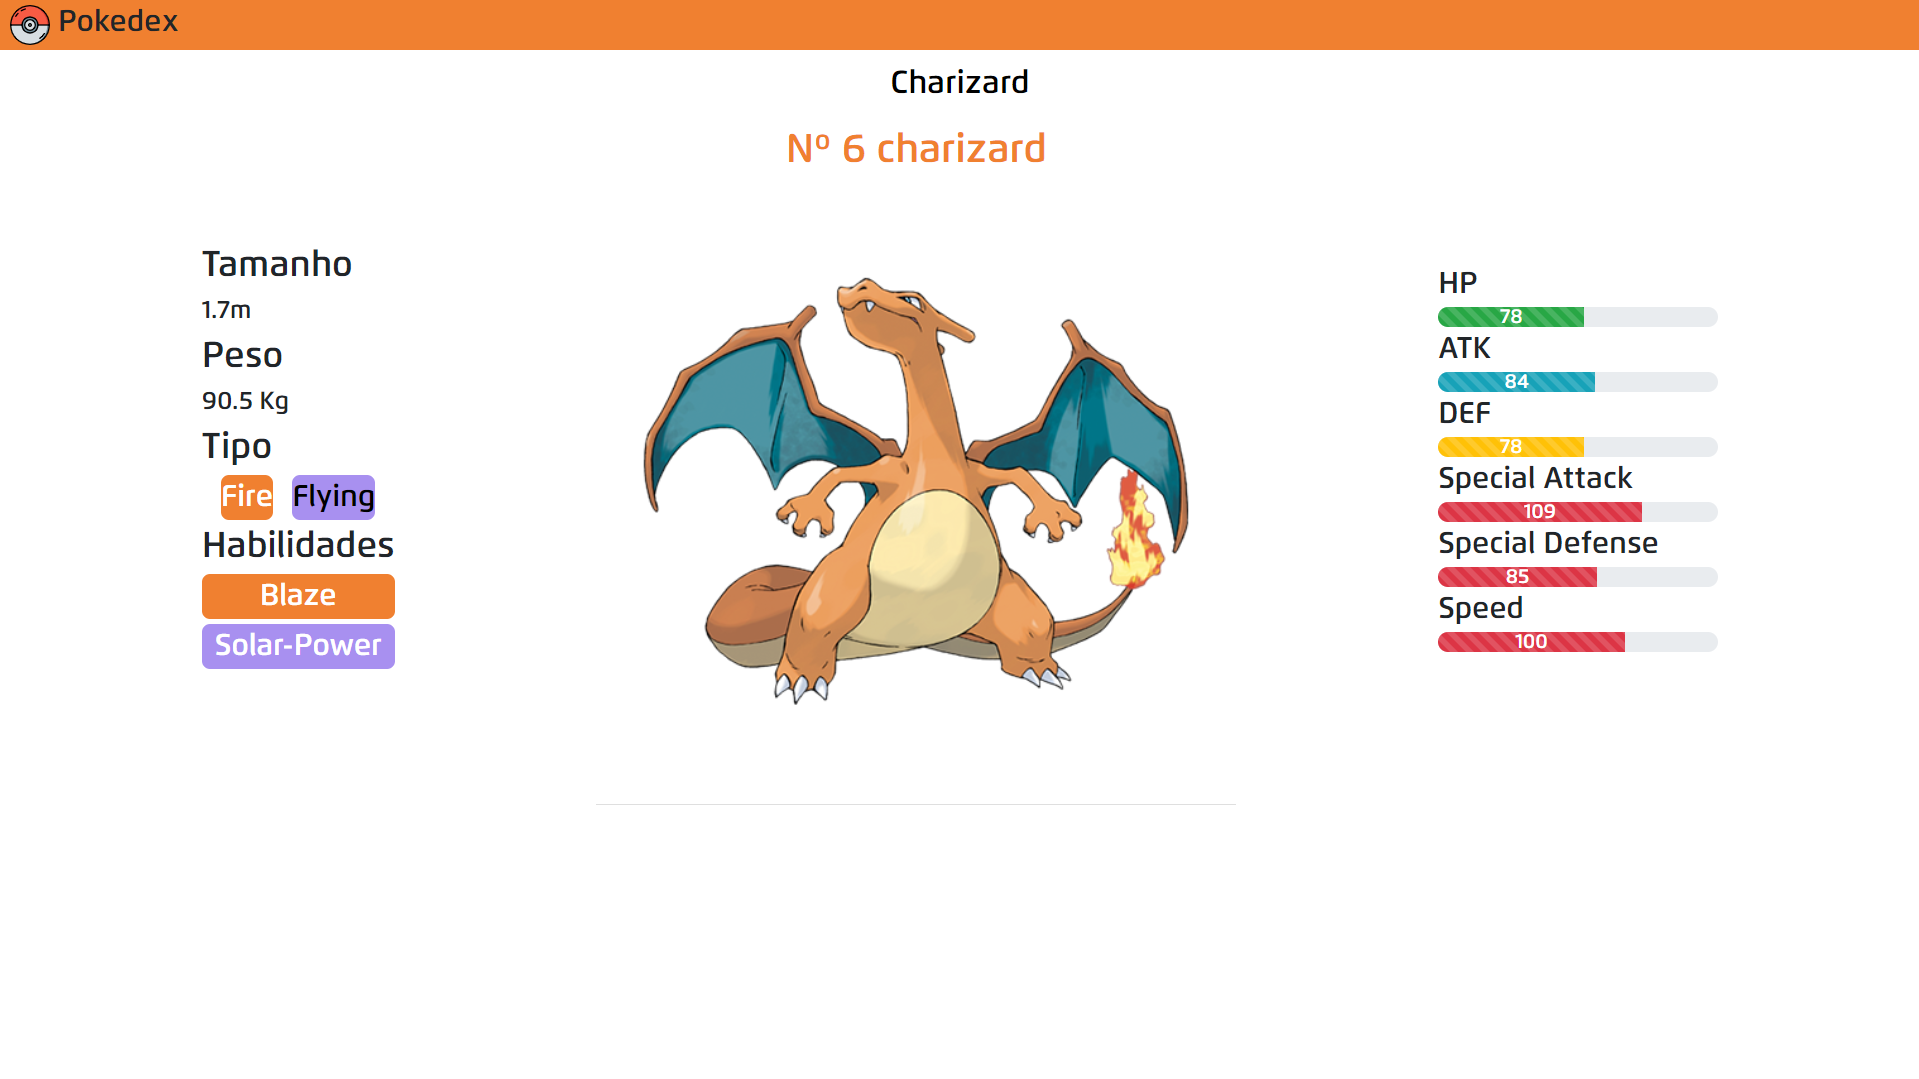 Pokedex
Charizard
Nº 6 charizard
Tamanho
1.7m
Peso
90.5 Kg
Tipo
Fire Flying
Habilidades
Blaze
Solar-Power
HP
78
ATK
84
DEF
78
Special Attack
109
Special Defense
85
Speed
100